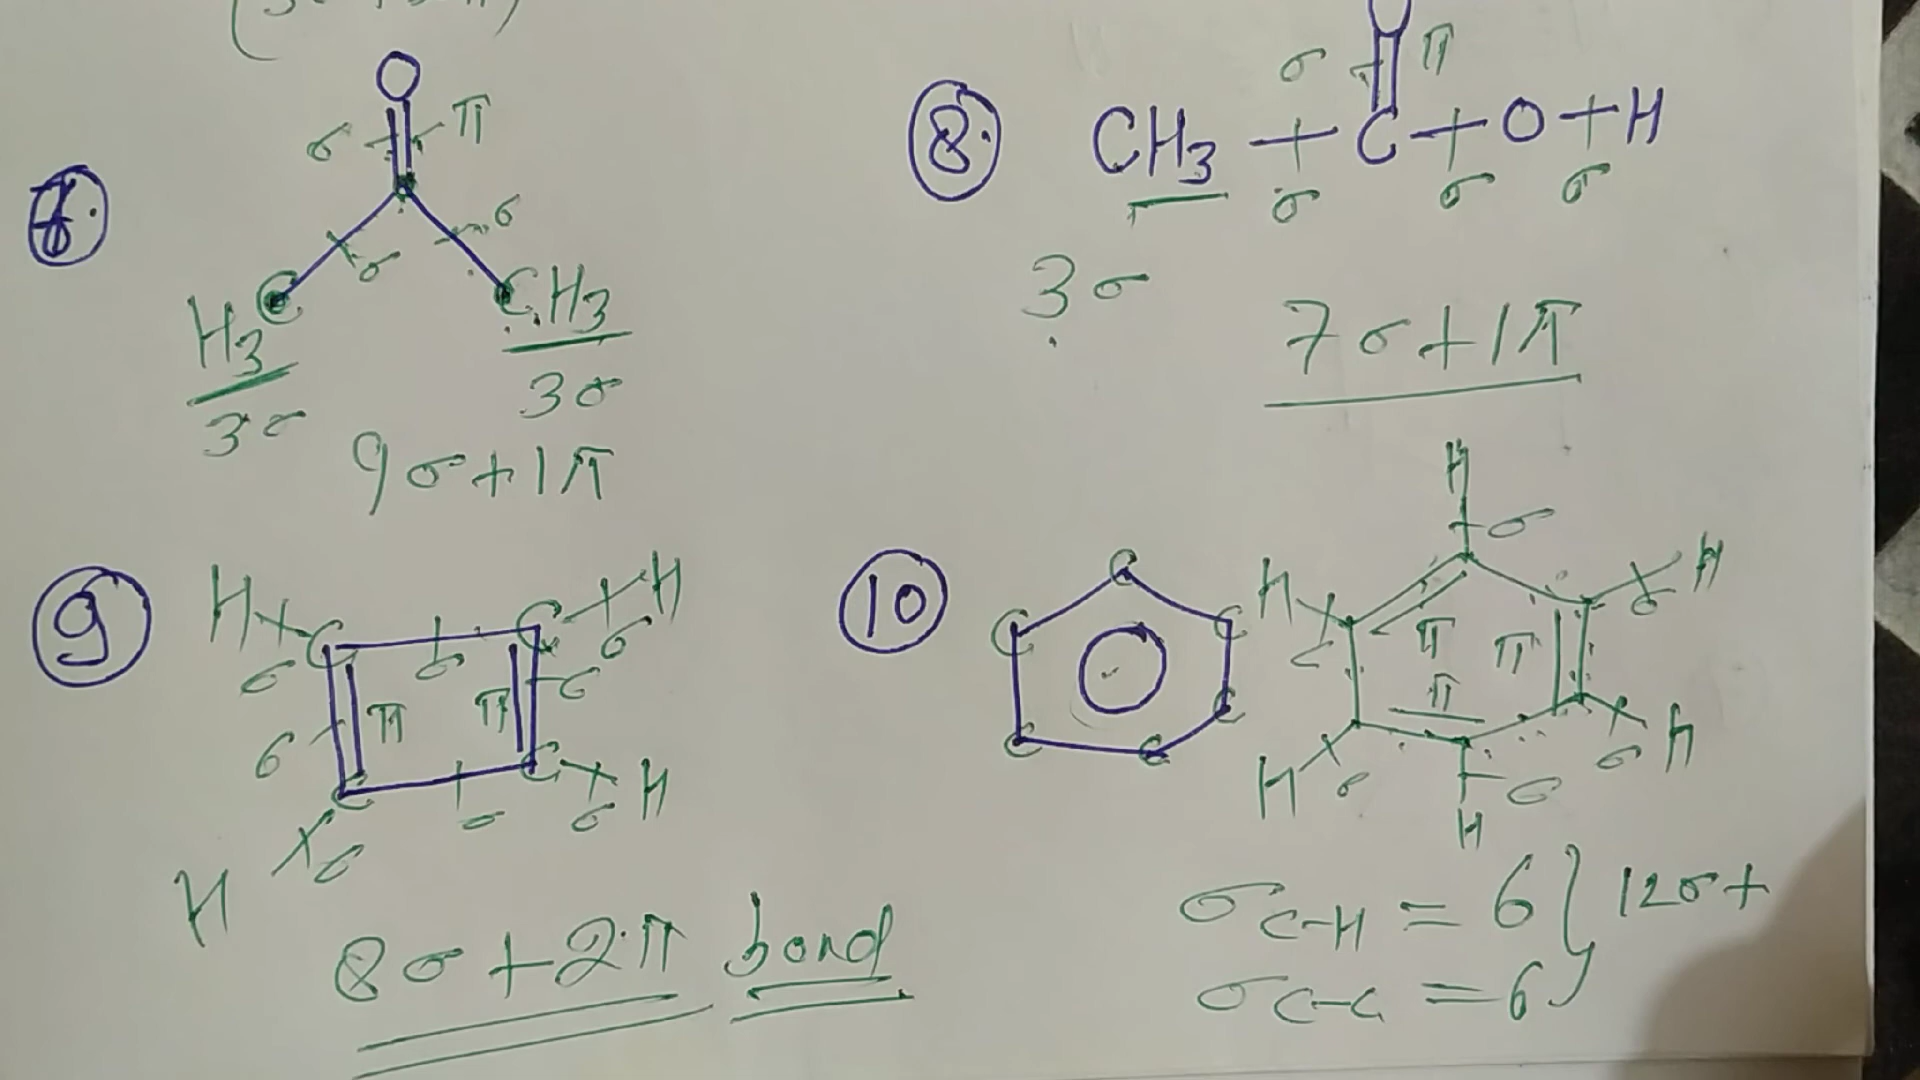 O
σ π
7.
σ σ
H3C CH3
3σ 3σ
9σ+1π
8.
O
σ π
CH3 C O H
σ σ σ
3σ
7σ+1π
9
H C C H
σ σ σ
σ π π σ
C C H
σ σ σ
H
8σ+2π bond
10
C
C C
C C
C
H
σ
H H
σ σ
π π
π
H H
σ σ σ
H
σC-H = 6 } 12σ+
σC-C = 6